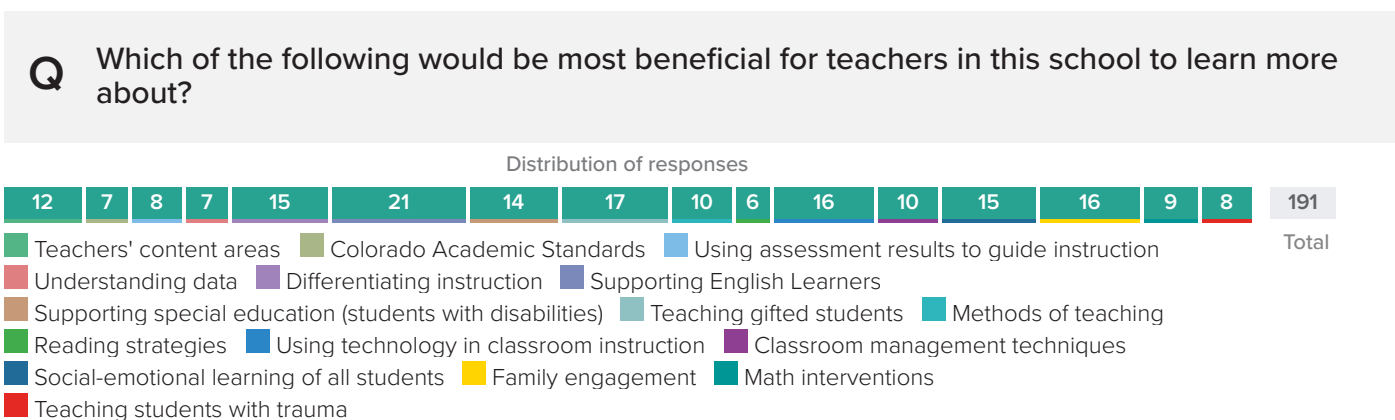 Q Which of the following would be most beneficial for teachers in this school to learn more
about?
Distribution of responses
12 7 8 7 15 21 14 17 10 6 16 10 15 16 9 8 191
Total
Teachers' content areas Colorado Academic Standards Using assessment results to guide instruction
Understanding data Differentiating instruction Supporting English Learners
Supporting special education (students with disabilities) Teaching gifted students Methods of teaching
Reading strategies Using technology in classroom instruction Classroom management techniques
Social-emotional learning of all students Family engagement Math interventions
Teaching students with trauma